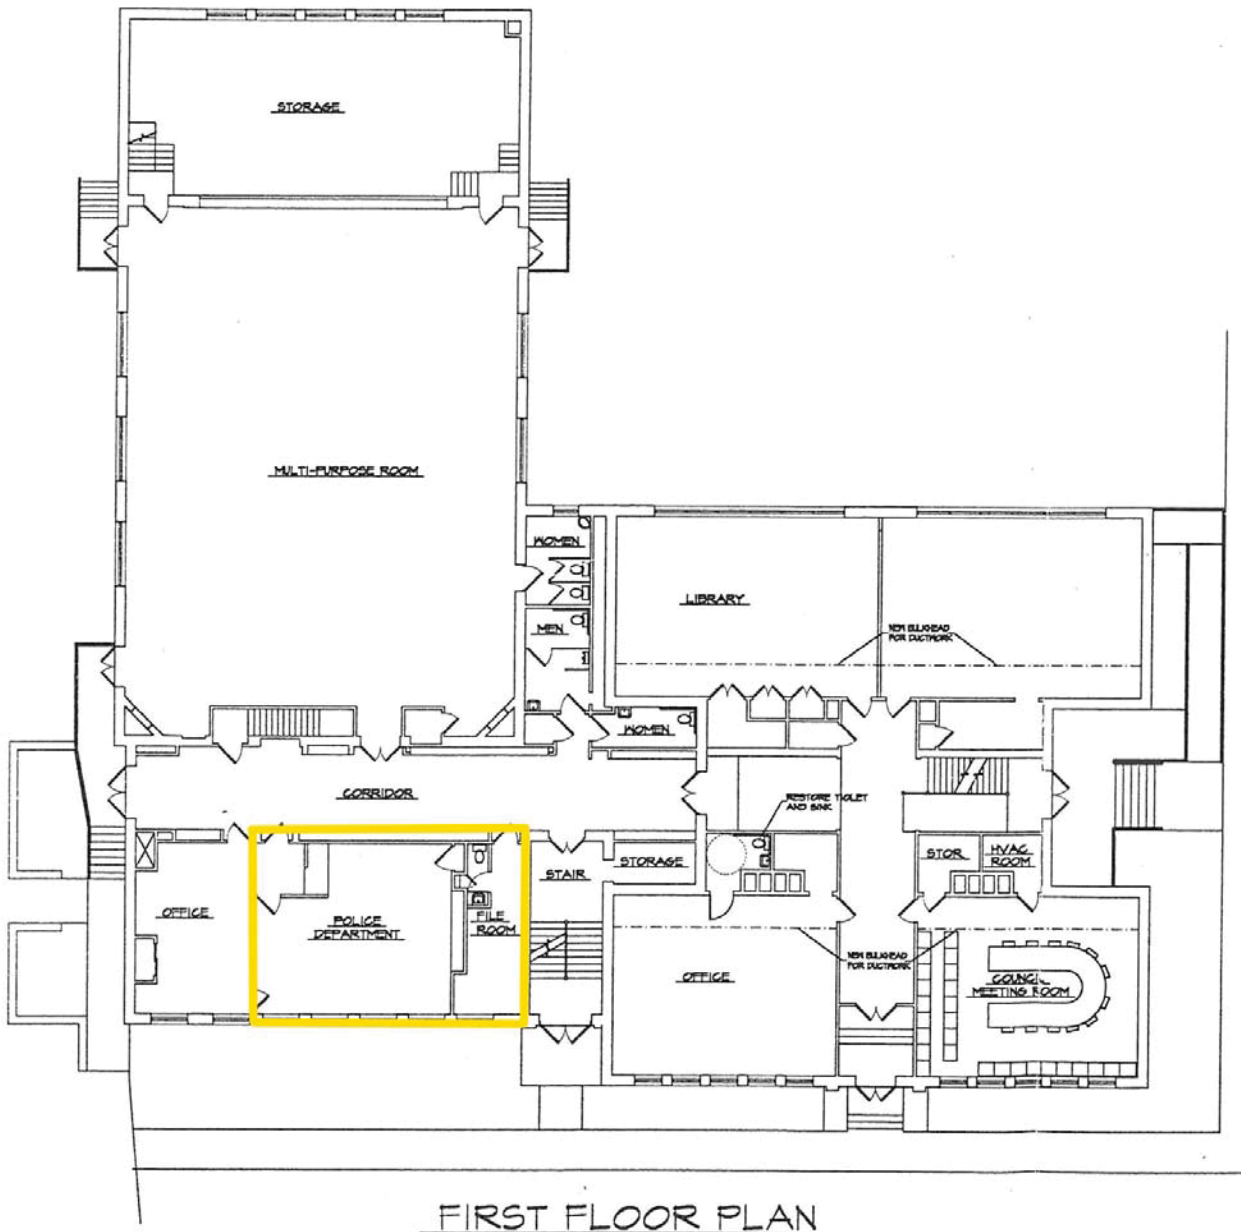 STORAGE
MULTI-PURPOSE ROOM
WOMEN
MEN
LIBRARY
NEW BULKHEAD
FOR DUCTWORK
WOMEN
CORRIDOR
RESTORE TIOLET
AND SINK
STORAGE
STAIR
STOR
HVAC
ROOM
OFFICE
POLICE
DEPARTMENT
FILE
ROOM
OFFICE
NEW BULKHEAD
FOR DUCTWORK
COUNCIL
MEETING ROOM
FIRST FLOOR PLAN